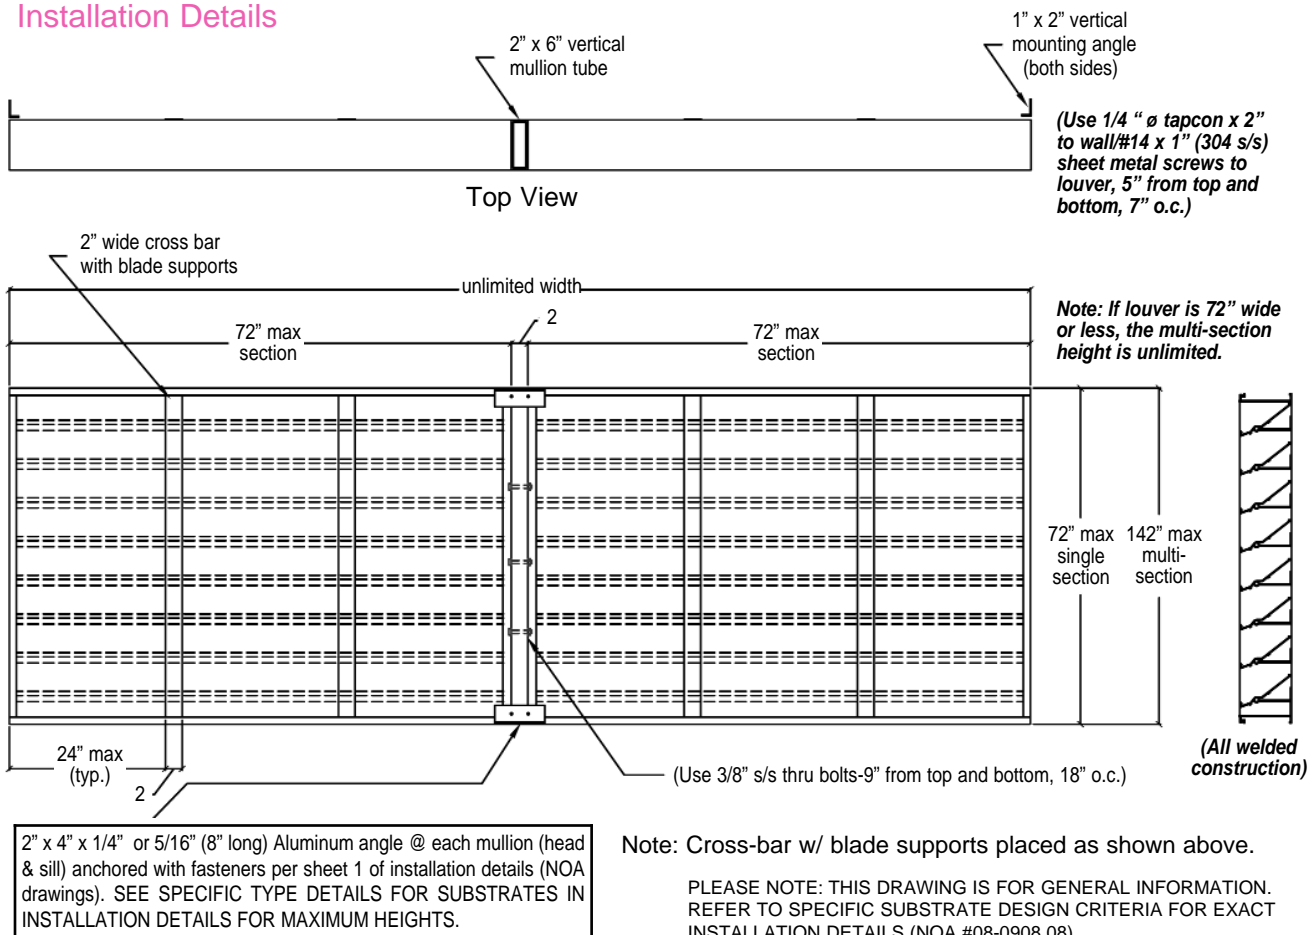 Installation Details
2” x 6” vertical
mullion tube
1” x 2” vertical
mounting angle
(both sides)
(Use 1/4 “ ø tapcon x 2”
to wall/#14 x 1” (304 s/s)
sheet metal screws to
louver, 5” from top and
bottom, 7” o.c.)
Top View
2” wide cross bar
with blade supports
unlimited width
2
72” max
section
72” max
section
Note: If louver is 72” wide
or less, the multi-section
height is unlimited.
72” max
single
section
142” max
multi-
section
(All welded
construction)
24” max
(typ.)
2
(Use 3/8” s/s thru bolts-9” from top and bottom, 18” o.c.)
2” x 4” x 1/4” or 5/16” (8” long) Aluminum angle @ each mullion (head
& sill) anchored with fasteners per sheet 1 of installation details (NOA
drawings). SEE SPECIFIC TYPE DETAILS FOR SUBSTRATES IN
INSTALLATION DETAILS FOR MAXIMUM HEIGHTS.
Note: Cross-bar w/ blade supports placed as shown above.
PLEASE NOTE: THIS DRAWING IS FOR GENERAL INFORMATION.
REFER TO SPECIFIC SUBSTRATE DESIGN CRITERIA FOR EXACT
INSTALLATION DETAILS (NOA #08-0908.08)